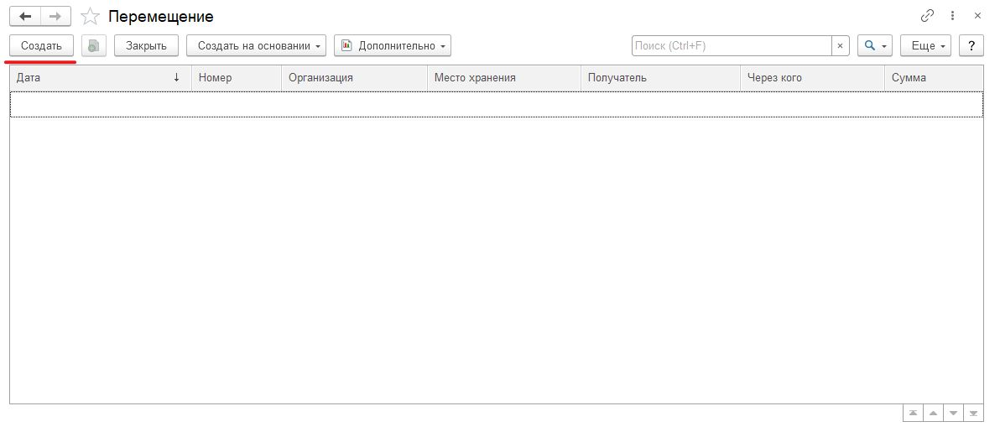 Перемещение
Создать Закрыть Создать на основании Дополнительно Поиск (Ctrl+F) × Еще ?
Дата ↓ Номер Организация Место хранения Получатель Через кого Сумма